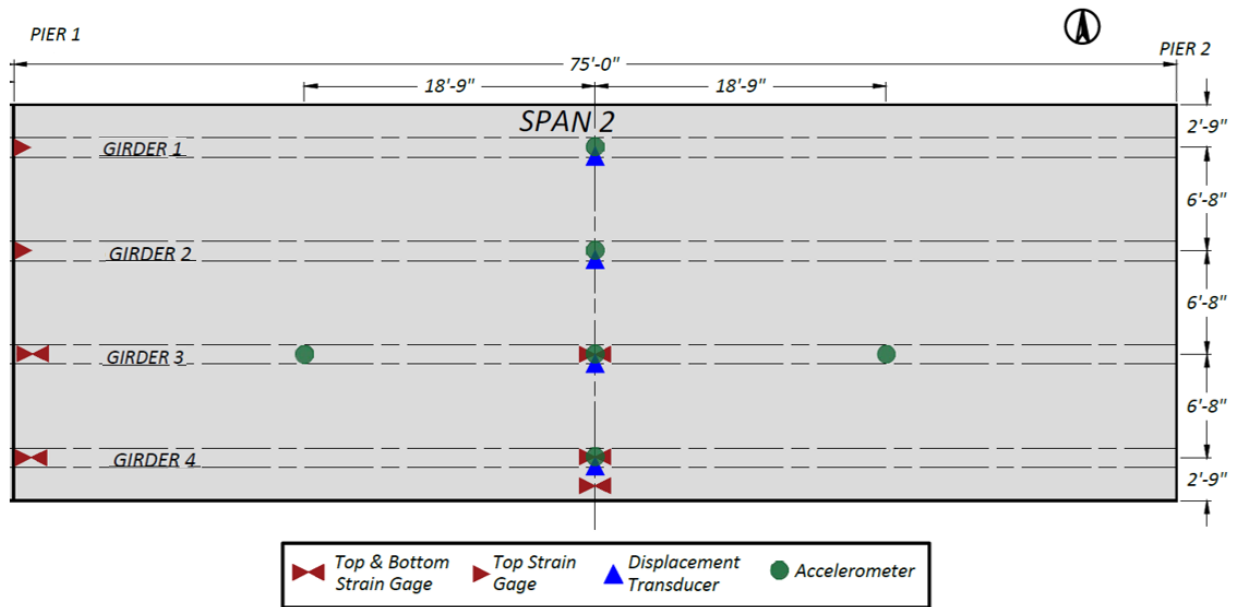 PIER 1
PIER 2
75'-0"
18'-9"
18'-9"
SPAN 2
2'-9"
GIRDER 1
6'-8"
GIRDER 2
6'-8"
GIRDER 3
6'-8"
GIRDER 4
2'-9"
Top & Bottom
Strain Gage
Top Strain
Gage
Displacement
Transducer
Accelerometer